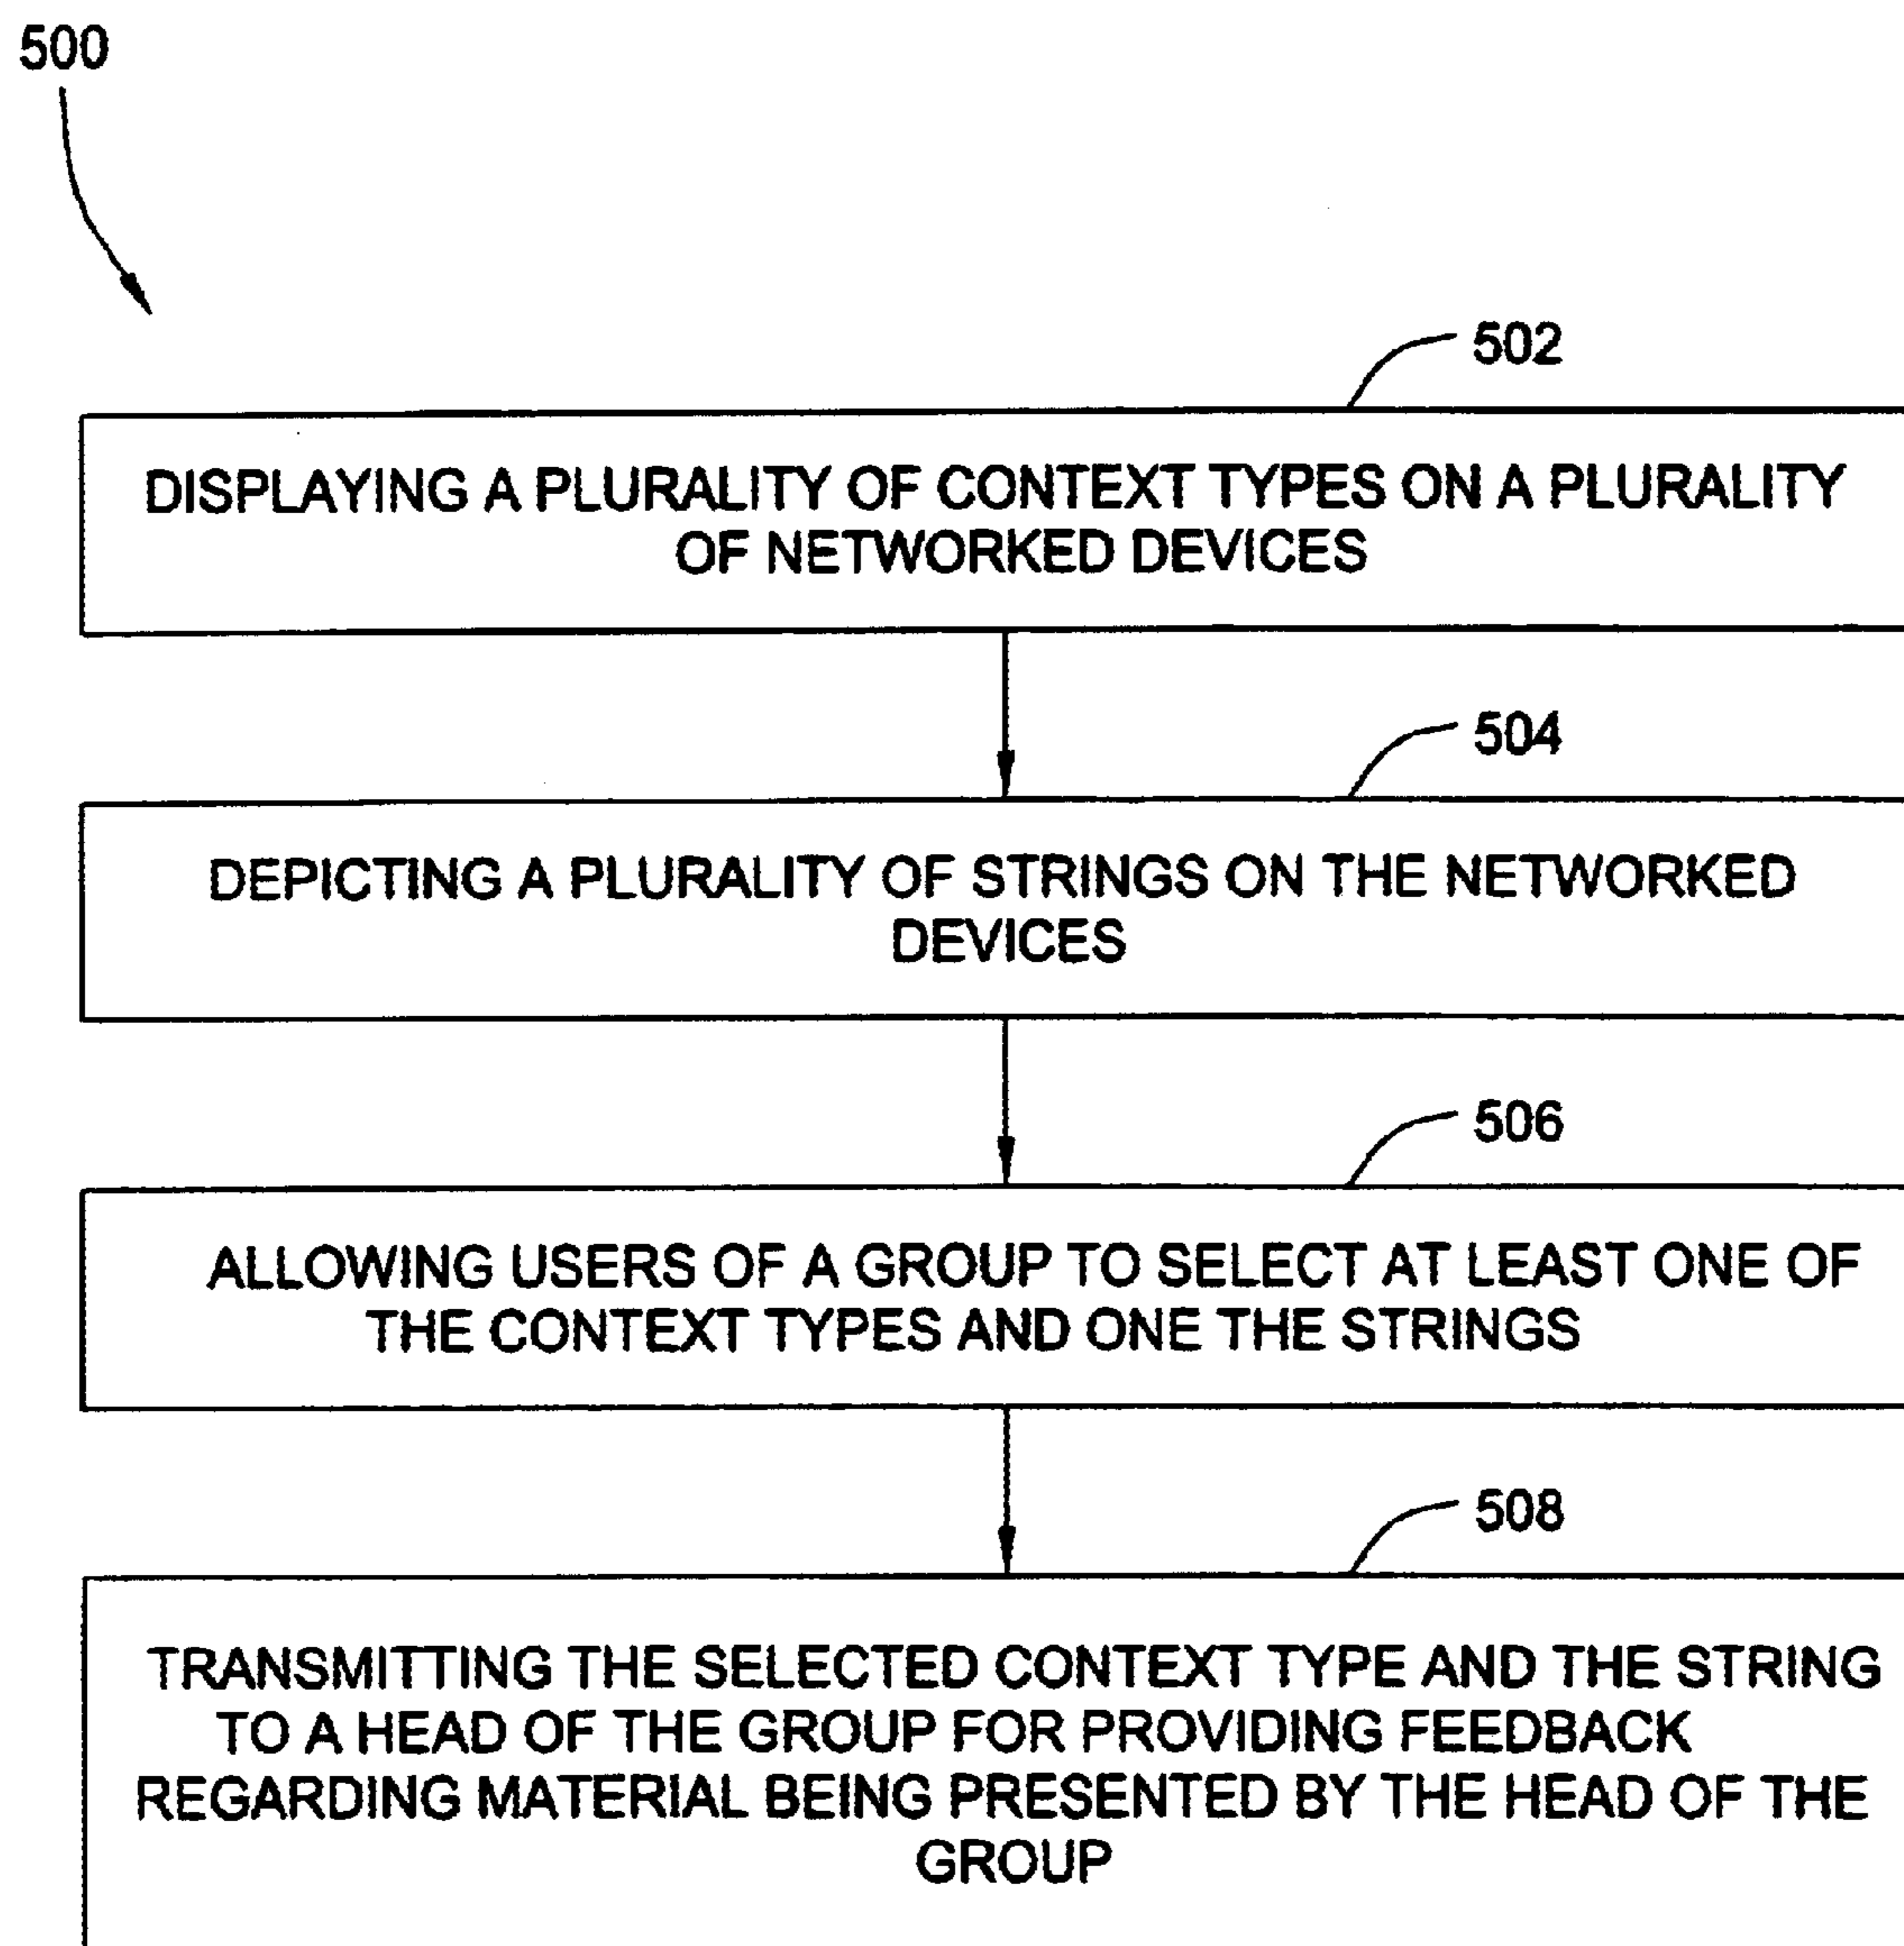 500
502
DISPLAYING A PLURALITY OF CONTEXT TYPES ON A PLURALITY
OF NETWORKED DEVICES
504
DEPICTING A PLURALITY OF STRINGS ON THE NETWORKED
DEVICES
506
ALLOWING USERS OF A GROUP TO SELECT AT LEAST ONE OF
THE CONTEXT TYPES AND ONE THE STRINGS
508
TRANSMITTING THE SELECTED CONTEXT TYPE AND THE STRING
TO A HEAD OF THE GROUP FOR PROVIDING FEEDBACK
REGARDING MATERIAL BEING PRESENTED BY THE HEAD OF THE
GROUP